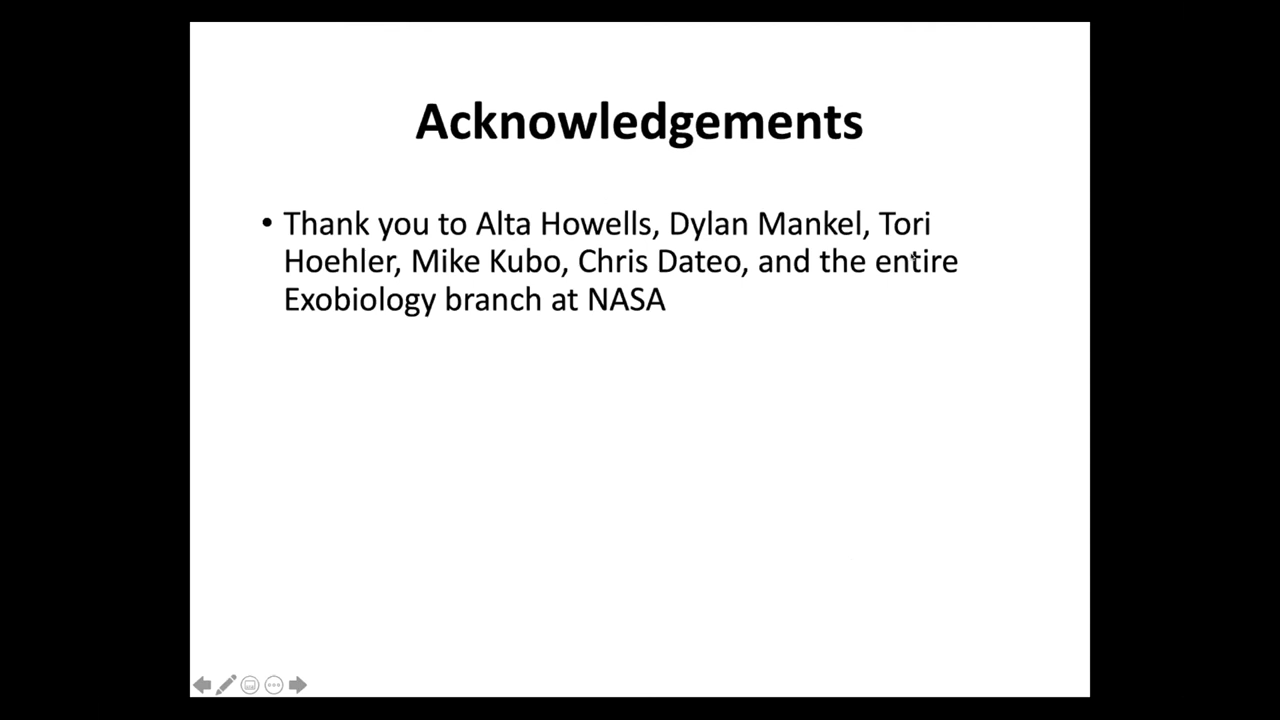 Acknowledgements
• Thank you to Alta Howells, Dylan Mankel, Tori
Hoehler, Mike Kubo, Chris Dateo, and the entire
Exobiology branch at NASA